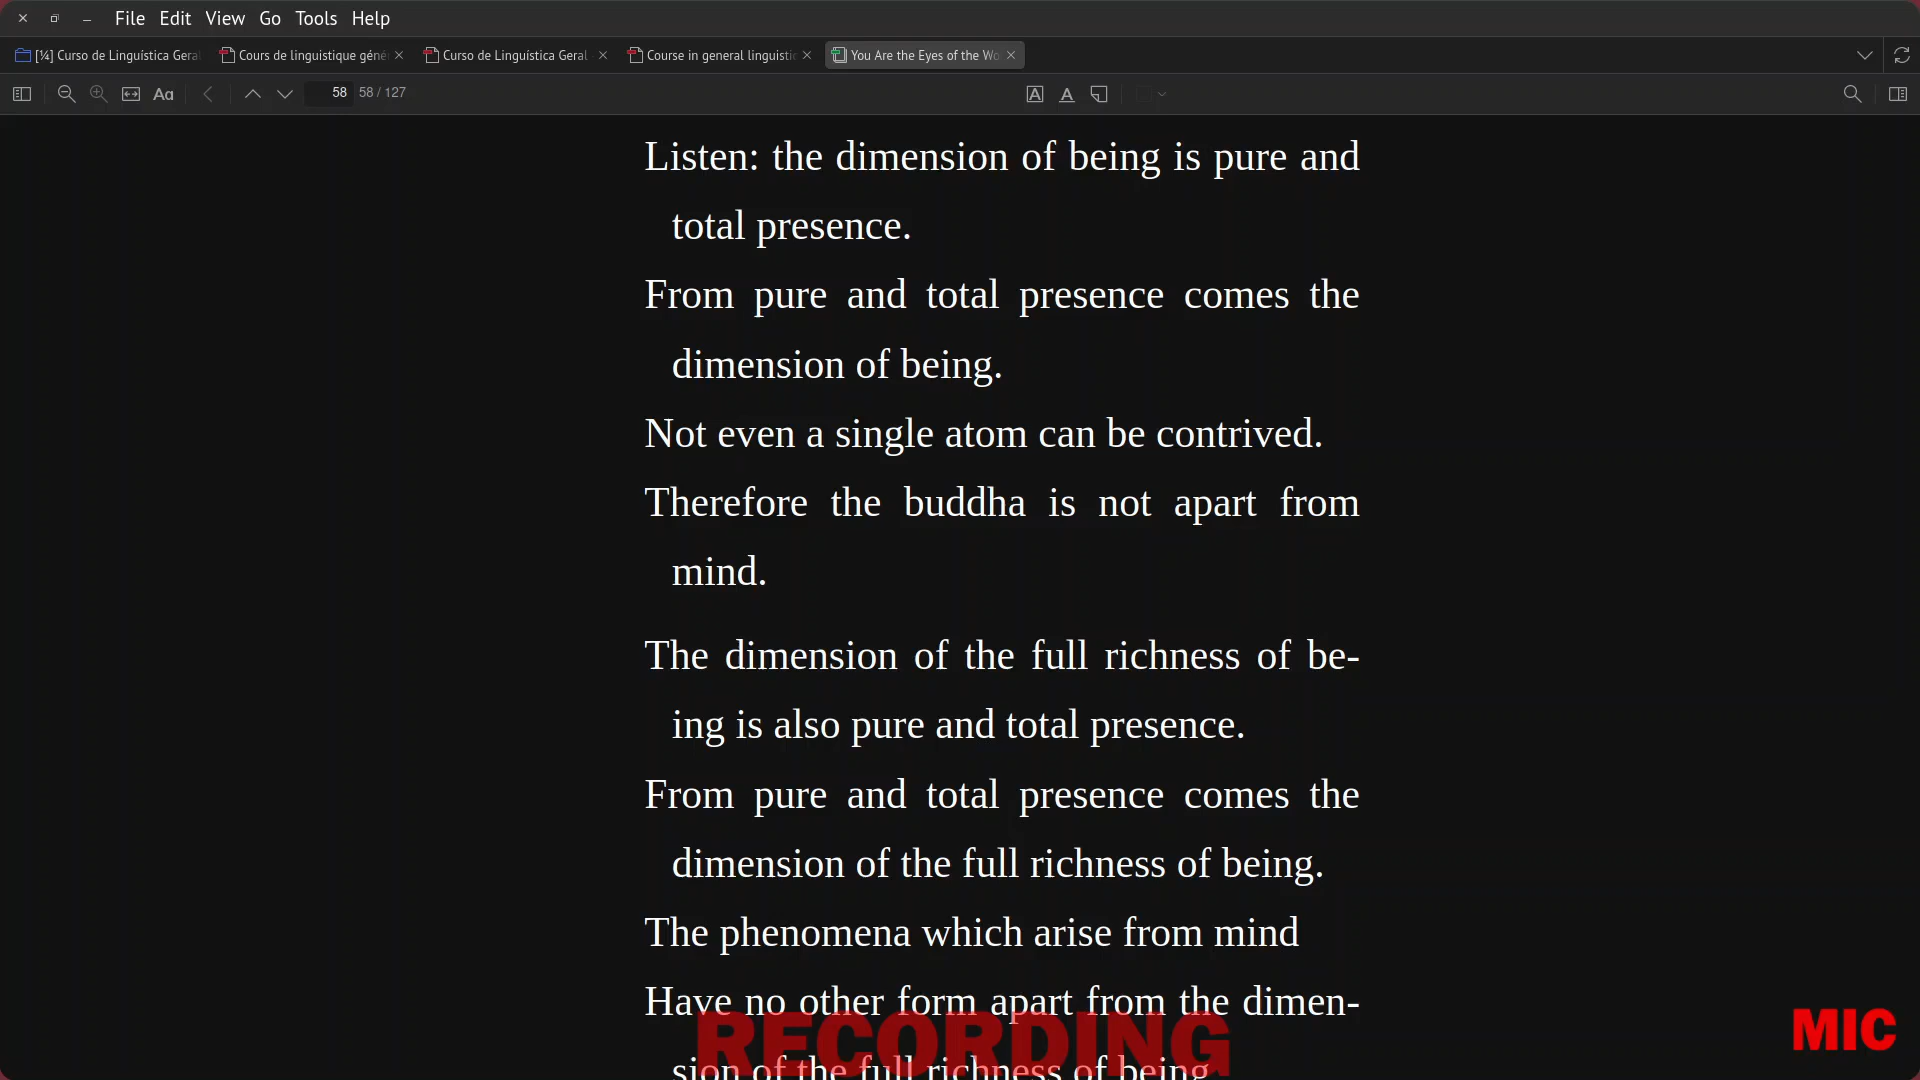 File Edit View Go Tools Help
[¼] Curso de Linguística Gera
Cours de linguistique géné
Curso de Linguística Geral
Course in general linguistic
You Are the Eyes of the Wo
Aa
58 58 / 127
A A
Listen: the dimension of being is pure and
total presence.
From pure and total presence comes the
dimension of being.
Not even a single atom can be contrived.
Therefore the buddha is not apart from
mind.
The dimension of the full richness of be-
ing is also pure and total presence.
From pure and total presence comes the
dimension of the full richness of being.
The phenomena which arise from mind
Have no other form apart from the dimen-
sion of the full richness of being
RECORDING
MIC